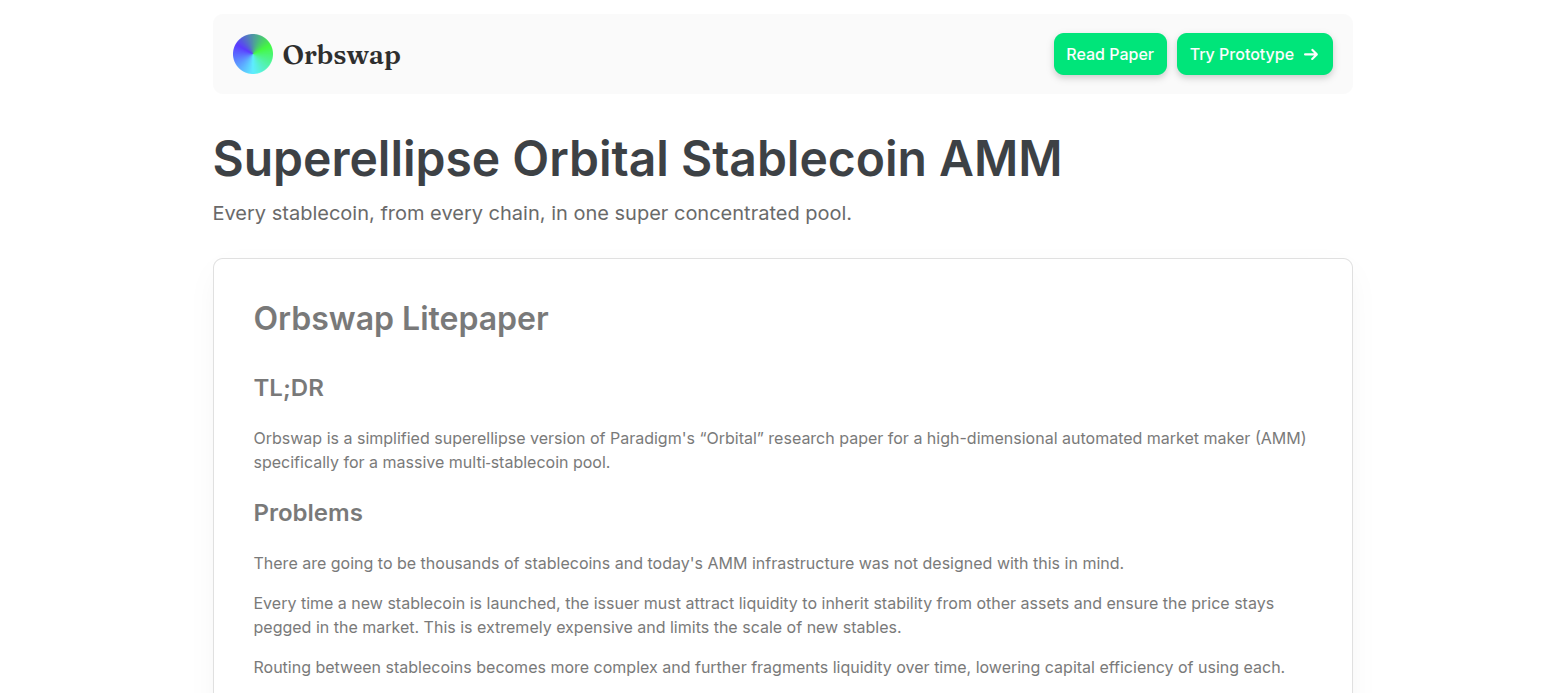 Orbswap
Read Paper
Try Prototype →
Superellipse Orbital Stablecoin AMM
Every stablecoin, from every chain, in one super concentrated pool.
Orbswap Litepaper
TL;DR
Orbswap is a simplified superellipse version of Paradigm's “Orbital” research paper for a high-dimensional automated market maker (AMM)
specifically for a massive multi-stablecoin pool.
Problems
There are going to be thousands of stablecoins and today's AMM infrastructure was not designed with this in mind.
Every time a new stablecoin is launched, the issuer must attract liquidity to inherit stability from other assets and ensure the price stays
pegged in the market. This is extremely expensive and limits the scale of new stables.
Routing between stablecoins becomes more complex and further fragments liquidity over time, lowering capital efficiency of using each.